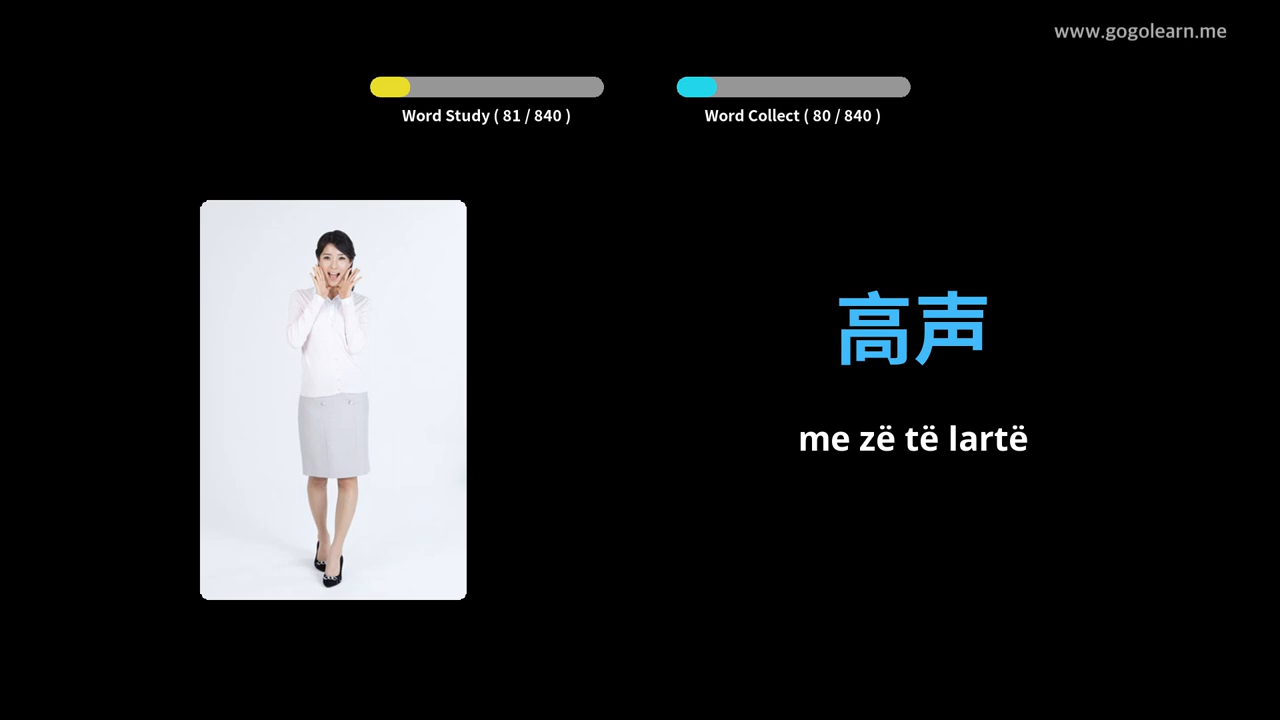 www.gogolearn.me
Word Study ( 81 / 840 )
Word Collect ( 80 / 840 )
高声
me zë të lartë